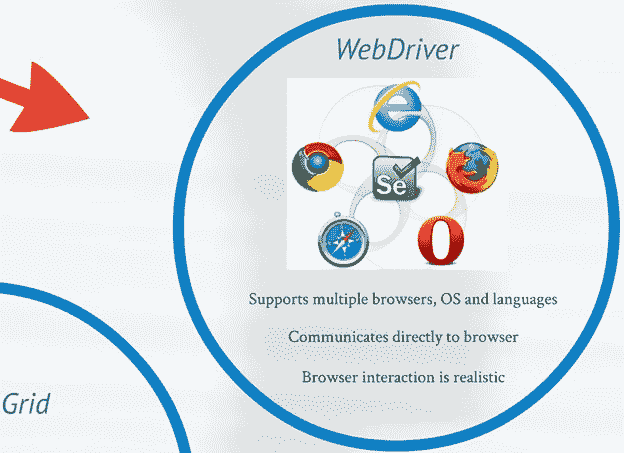 WebDriver
Se
Supports multiple browsers, OS and languages
Communicates directly to browser
Browser interaction is realistic
Grid